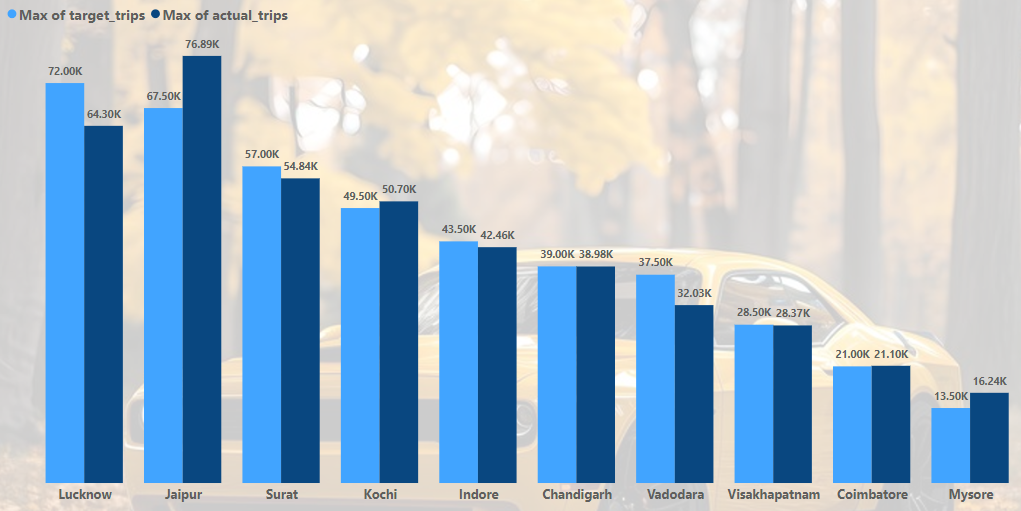 Max of target_trips Max of actual_trips
76.89K
72.00K
67.50K
64.30K
57.00K
54.84K
49.50K 50.70K
43.50K 42.46K
39.00K 38.98K
37.50K
32.03K
28.50K 28.37K
21.00K 21.10K
16.24K
13.50K
Lucknow Jaipur Surat Kochi Indore Chandigarh Vadodara Visakhapatnam Coimbatore Mysore